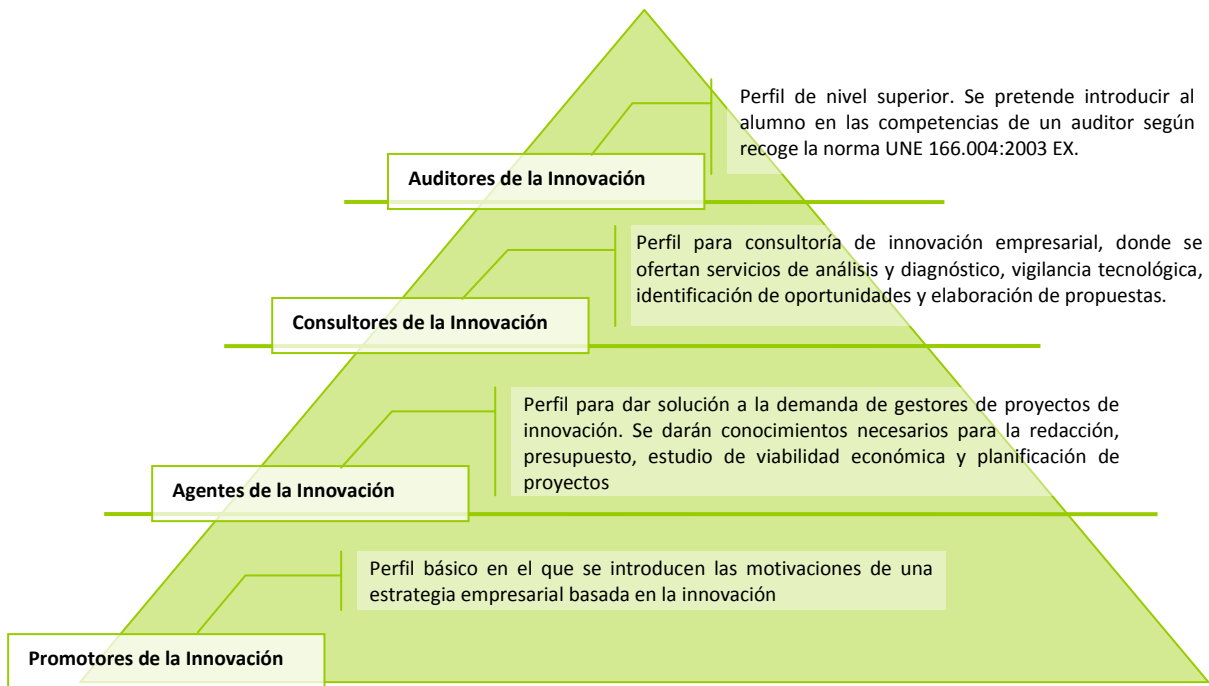 Perfil de nivel superior. Se pretende introducir al
alumno en las competencias de un auditor según
recoge la norma UNE 166.004:2003 EX.
Auditores de la Innovación
Perfil para consultoría de innovación empresarial, donde se
ofertan servicios de análisis y diagnóstico, vigilancia tecnológica,
identificación de oportunidades y elaboración de propuestas.
Consultores de la Innovación
Perfil para dar solución a la demanda de gestores de proyectos de
innovación. Se darán conocimientos necesarios para la redacción,
presupuesto, estudio de viabilidad económica y planificación de
proyectos
Agentes de la Innovación
Perfil básico en el que se introducen las motivaciones de una
estrategia empresarial basada en la innovación
Promotores de la Innovación